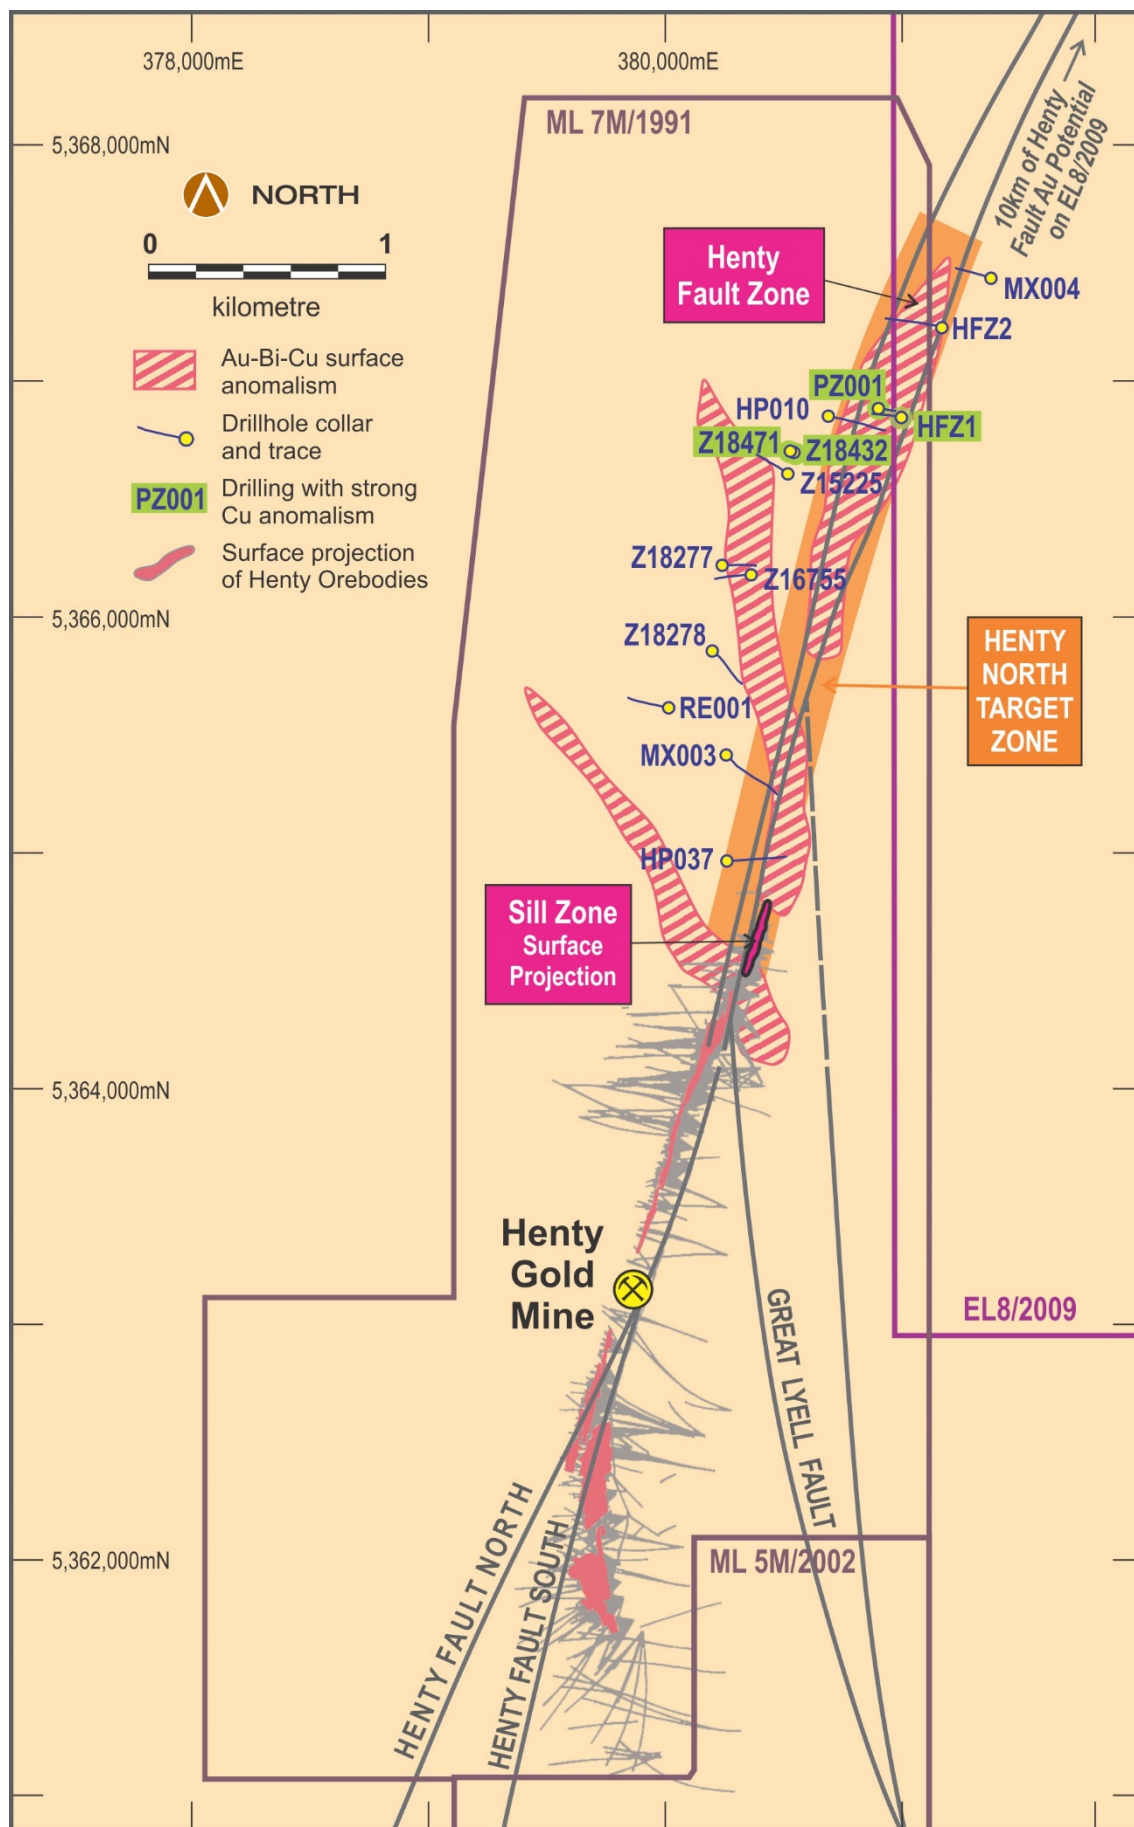 378,000mE
380,000mE
5,368,000mN
5,366,000mN
5,364,000mN
5,362,000mN
NORTH
0
1
kilometre
Au-Bi-Cu surface
anomalism
Drillhole collar
and trace
PZ001
Drilling with strong
Cu anomalism
Surface projection
of Henty Orebodies
ML 7M/1991
10km of Henty
Fault Au Potential
on EL8/2009
Henty
Fault Zone
MX004
HFZ2
PZ001
HP010
HFZ1
Z18471
Z18432
Z15225
Z18277
Z16755
Z18278
RE001
MX003
HP037
HENTY
NORTH
TARGET
ZONE
Sill Zone
Surface
Projection
Henty
Gold
Mine
EL8/2009
GREAT LYELL FAULT
HENTY FAULT NORTH
HENTY FAULT SOUTH
ML 5M/2002